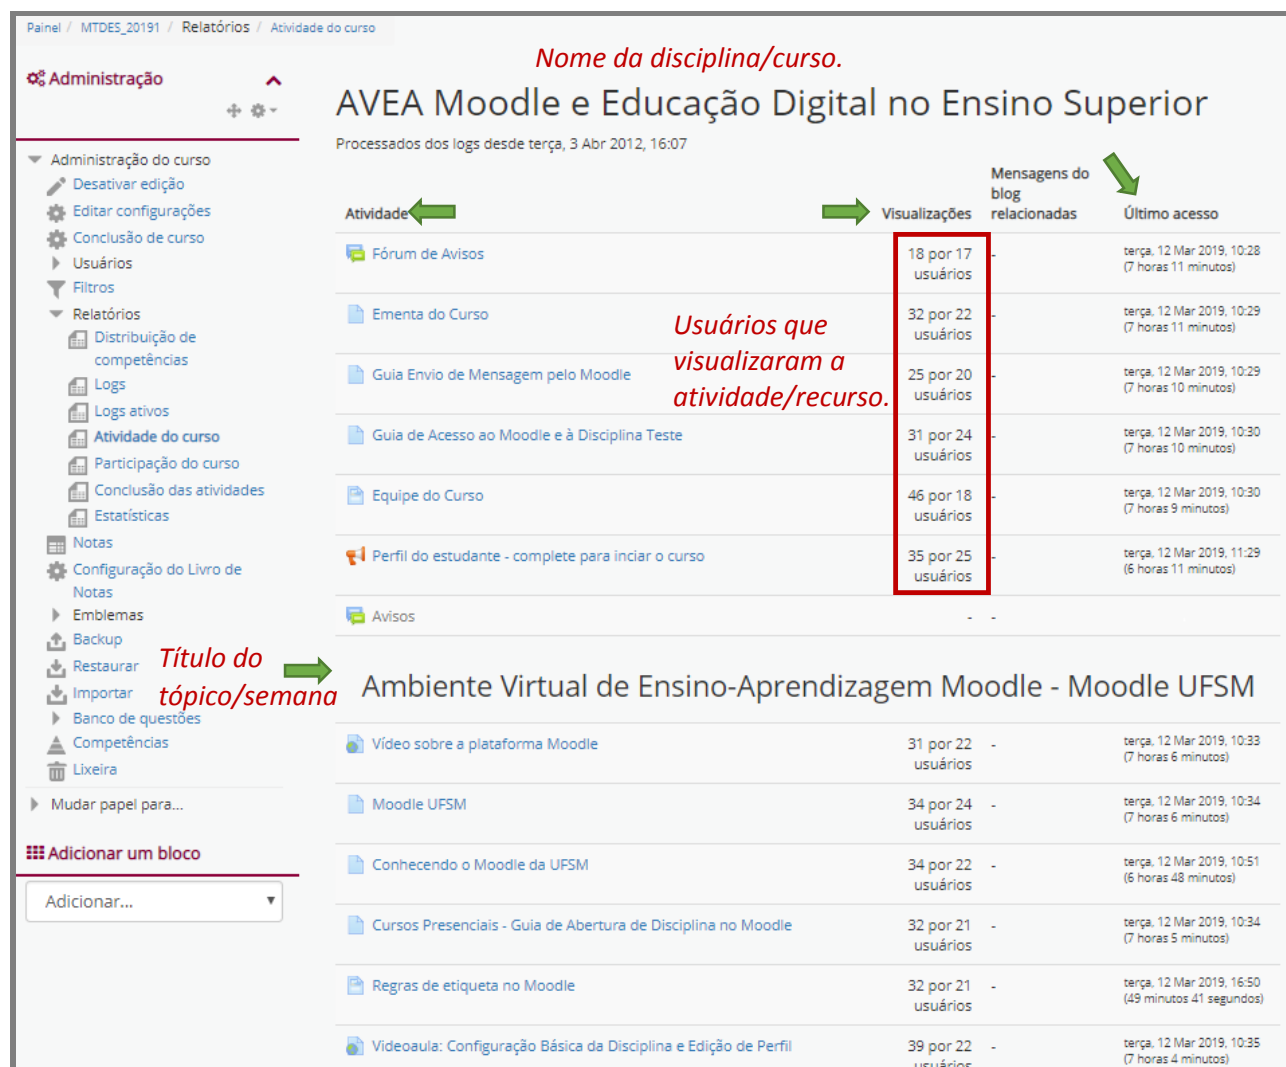 Painel / MTDES_20191 / Relatórios / Atividade do curso
Administração
Administração do curso
Desativar edição
Editar configurações
Conclusão de curso
Usuários
Filtros
Relatórios
Distribuição de
competências
Logs
Logs ativos
Atividade do curso
Participação do curso
Conclusão das atividades
Estatísticas
Notas
Configuração do Livro de
Notas
Emblemas
Backup
Restaurar
Importar
Banco de questões
Competências
Lixeira
Mudar papel para...
Adicionar um bloco
Adicionar...
Título do
tópico/semana
Nome da disciplina/curso.
AVEA Moodle e Educação Digital no Ensino Superior
Processados dos logs desde terça, 3 Abr 2012, 16:07
Atividade
Visualizações
Mensagens do
blog
relacionadas
Último acesso
Fórum de Avisos
18 por 17
usuários
-
terça, 12 Mar 2019, 10:28
(7 horas 11 minutos)
Ementa do Curso
32 por 22
usuários
-
terça, 12 Mar 2019, 10:29
(7 horas 11 minutos)
Usuários que
visualizaram a
atividade/recurso.
Guia Envio de Mensagem pelo Moodle
25 por 20
usuários
-
terça, 12 Mar 2019, 10:29
(7 horas 10 minutos)
Guia de Acesso ao Moodle e à Disciplina Teste
31 por 24
usuários
-
terça, 12 Mar 2019, 10:30
(7 horas 10 minutos)
Equipe do Curso
46 por 18
usuários
-
terça, 12 Mar 2019, 10:30
(7 horas 9 minutos)
Perfil do estudante - complete para inciar o curso
35 por 25
usuários
-
terça, 12 Mar 2019, 11:29
(6 horas 11 minutos)
Avisos
- -
Ambiente Virtual de Ensino-Aprendizagem Moodle - Moodle UFSM
Vídeo sobre a plataforma Moodle
31 por 22
usuários
-
terça, 12 Mar 2019, 10:33
(7 horas 6 minutos)
Moodle UFSM
34 por 24
usuários
-
terça, 12 Mar 2019, 10:34
(7 horas 6 minutos)
Conhecendo o Moodle da UFSM
34 por 22
usuários
-
terça, 12 Mar 2019, 10:51
(6 horas 48 minutos)
Cursos Presenciais - Guia de Abertura de Disciplina no Moodle
32 por 21
usuários
-
terça, 12 Mar 2019, 10:34
(7 horas 5 minutos)
Regras de etiqueta no Moodle
32 por 21
usuários
-
terça, 12 Mar 2019, 16:50
(49 minutos 41 segundos)
Videoaula: Configuração Básica da Disciplina e Edição de Perfil
39 por 22
usuários
-
terça, 12 Mar 2019, 10:35
(7 horas 4 minutos)